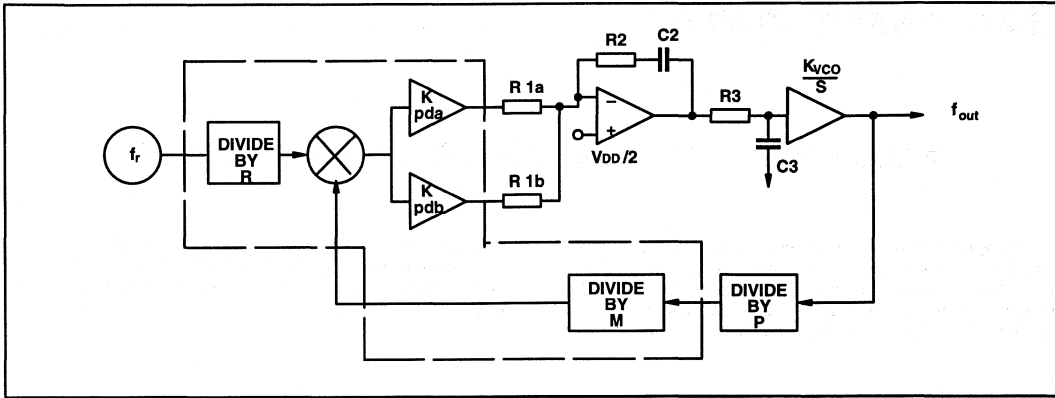 R2
C2
K
pda
R 1a
−
+
V_DD /2
R3
K_VCO
S
C3
f_out
f_r
DIVIDE
BY
R
K
pdb
R 1b
DIVIDE
BY
M
DIVIDE
BY
P